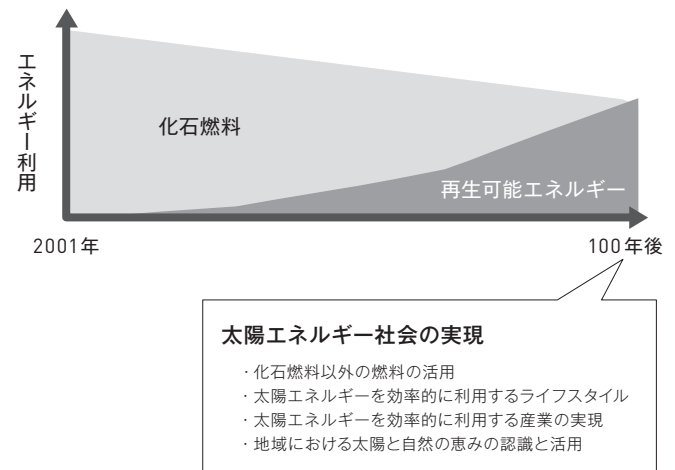 エネルギー利用
化石燃料
再生可能エネルギー
2001年
100年後
太陽エネルギー社会の実現
・化石燃料以外の燃料の活用
・太陽エネルギーを効率的に利用するライフスタイル
・太陽エネルギーを効率的に利用する産業の実現
・地域における太陽と自然の恵みの認識と活用